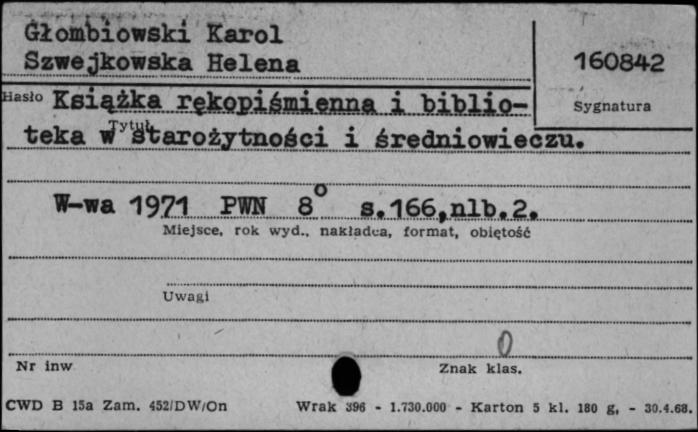 Głombiowski Karol
Szwejkowska Helena
160842
Hasło Książka rękopiśmienna i biblio-
Sygnatura
Tytuł
teka w starożytności i średniowieczu.
W-wa 1971 PWN 8° s.166,nlb.2.
Miejsce, rok wyd., nakładca, format, objętość
Uwagi
0
Nr inw
Znak klas.
CWD B 15a Zam. 452/DW/On Wrak 396 - 1.730.000 - Karton 5 kl. 180 g, - 30.4.68.